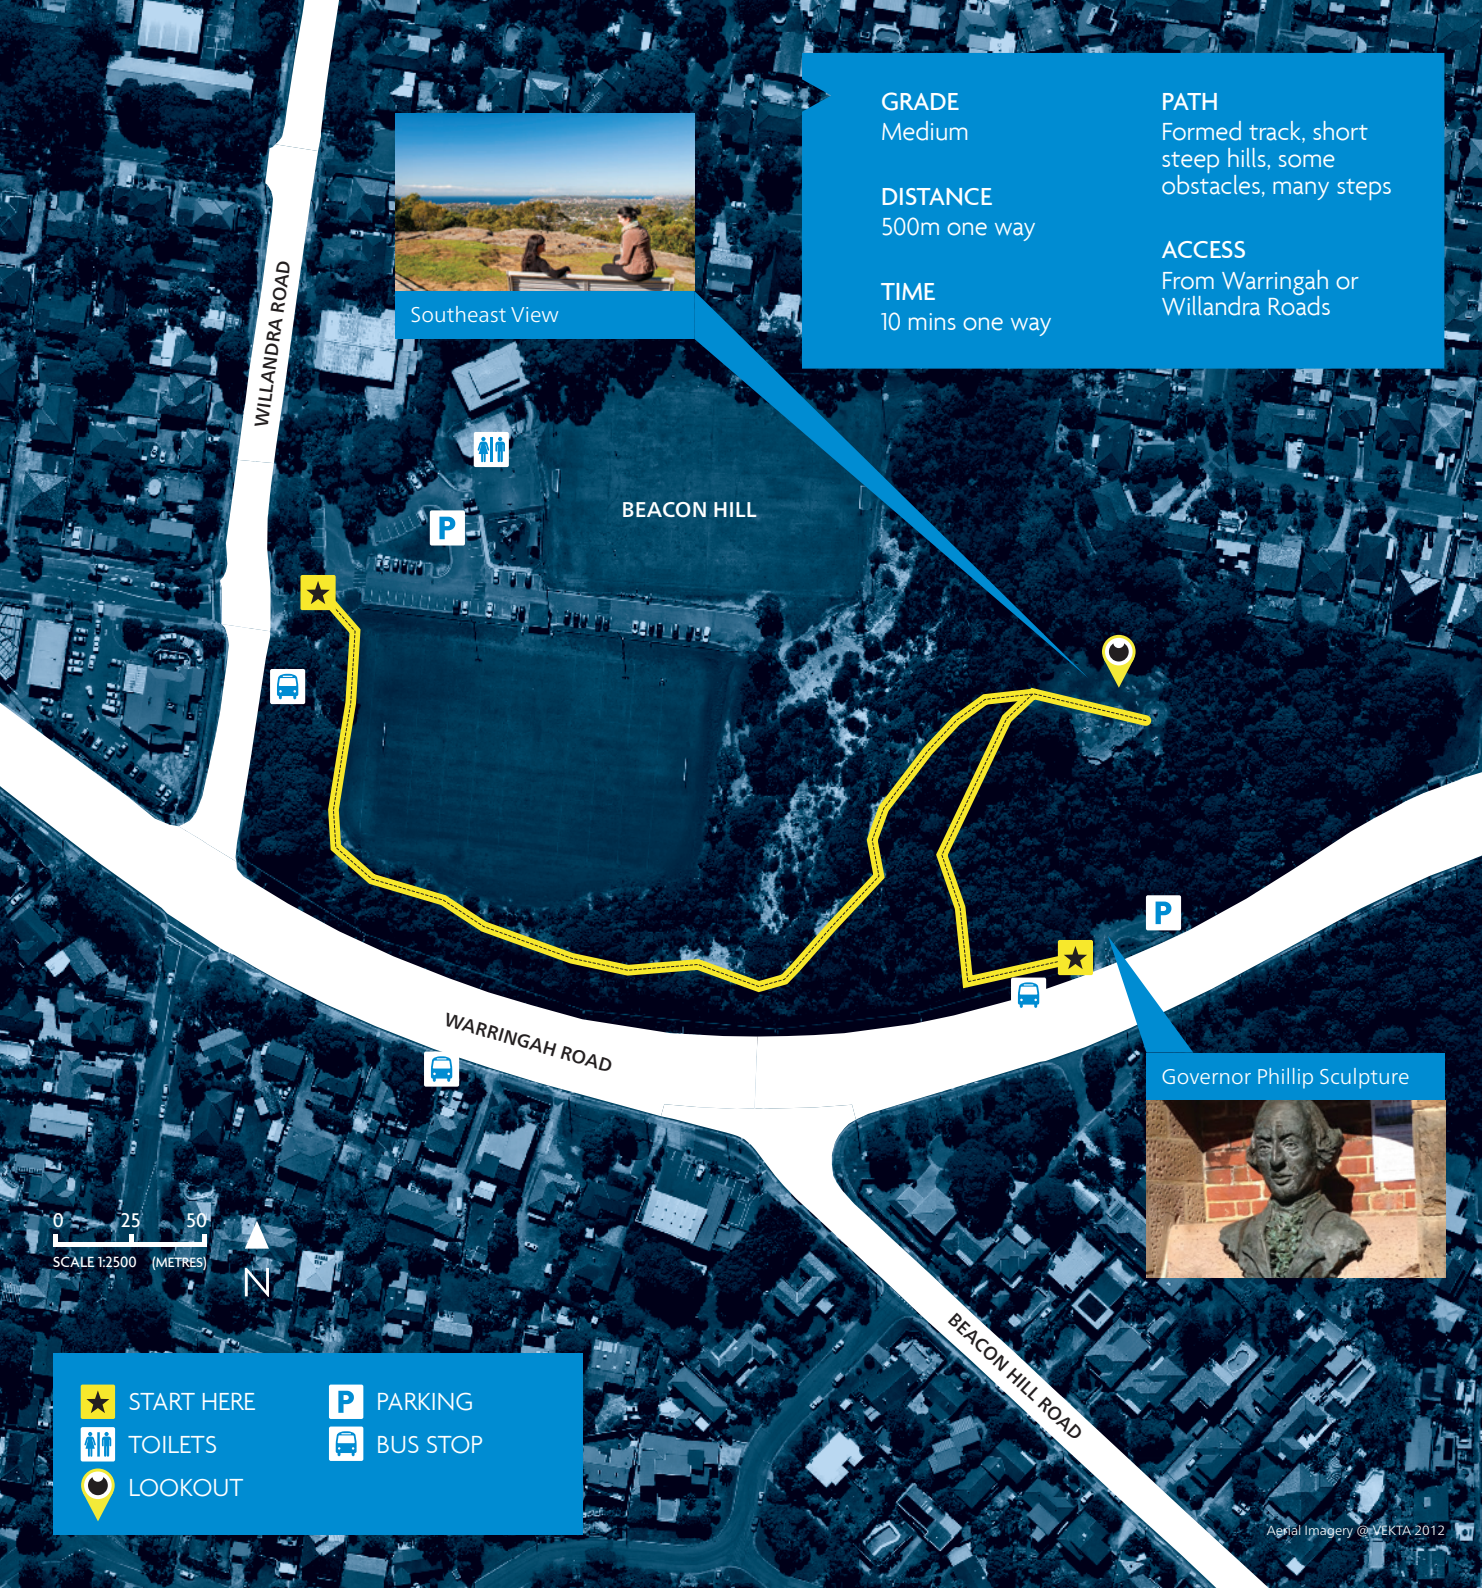 GRADE
Medium
DISTANCE
500m one way
TIME
10 mins one way
PATH
Formed track, short
steep hills, some
obstacles, many steps
ACCESS
From Warringah or
Willandra Roads
Southeast View
WILLANDRA ROAD
BEACON HILL
P
P
WARRINGAH ROAD
Governor Phillip Sculpture
0 25 50
SCALE 1:2500 (METRES)
N
BEACON HILL ROAD
START HERE
TOILETS
LOOKOUT
P PARKING
BUS STOP
Aerial Imagery @ VEKTA 2012